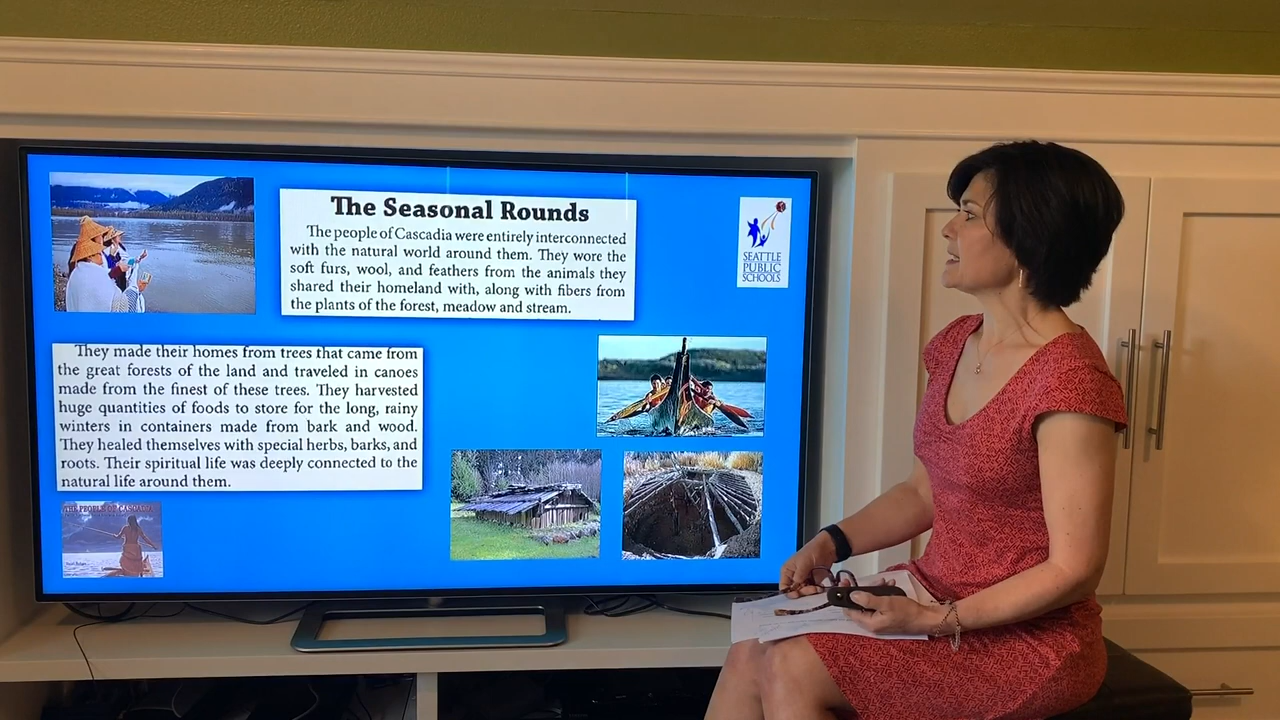 The Seasonal Rounds
The people of Cascadia were entirely interconnected
with the natural world around them. They wore the
soft furs, wool, and feathers from the animals they
shared their homeland with, along with fibers from
the plants of the forest, meadow and stream.
SEATTLE
PUBLIC
SCHOOLS
They made their homes from trees that came from
the great forests of the land and traveled in canoes
made from the finest of these trees. They harvested
huge quantities of foods to store for the long, rainy
winters in containers made from bark and wood.
They healed themselves with special herbs, barks, and
roots. Their spiritual life was deeply connected to the
natural life around them.
THE PEOPLE OF CASCADIA